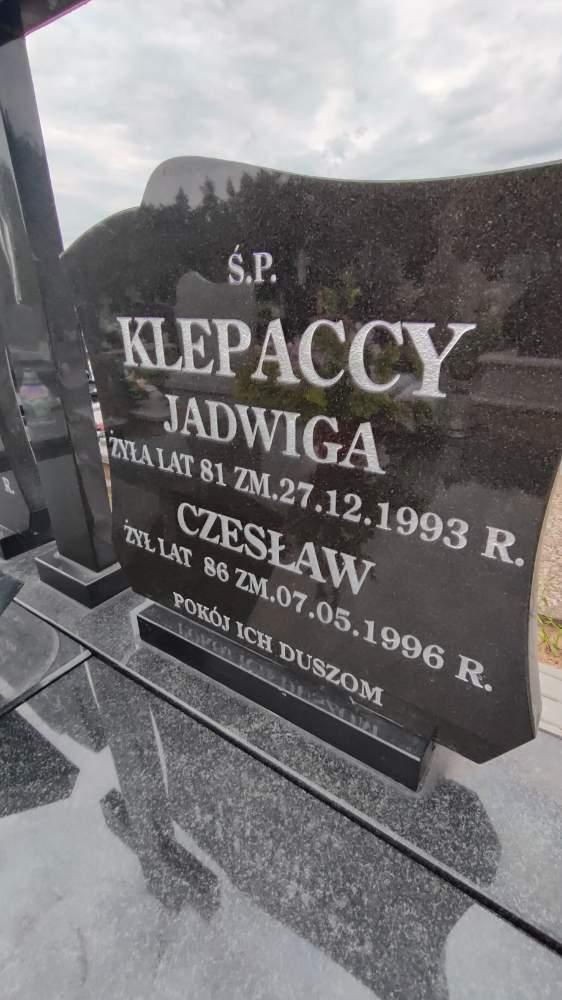 Ś.P.
KLEPACCY
JADWIGA
ŻYŁA LAT 81 ZM.27.12.1993 R.
CZESŁAW
ŻYŁ LAT 86 ZM.07.05.1996 R.
POKÓJ ICH DUSZOM
R.